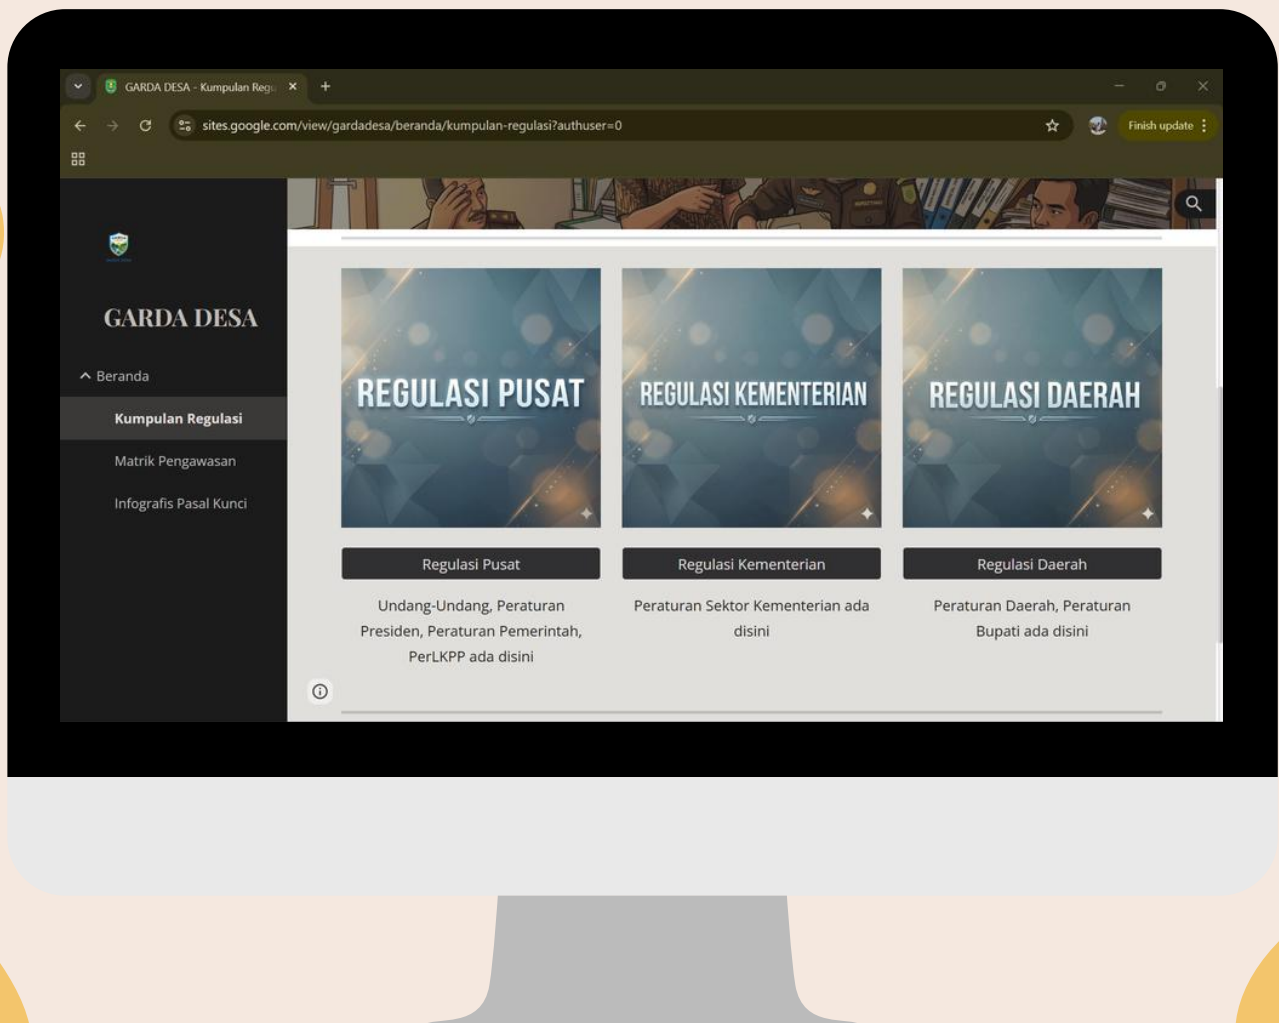 GARDA DESA - Kumpulan Regu
sites.google.com/view/gardadesa/beranda/kumpulan-regulasi?authuser=0
Finish update
GARDA DESA
Beranda
Kumpulan Regulasi
Matrik Pengawasan
Infografis Pasal Kunci
REGULASI PUSAT
REGULASI KEMENTERIAN
REGULASI DAERAH
Regulasi Pusat
Regulasi Kementerian
Regulasi Daerah
Undang-Undang, Peraturan
Presiden, Peraturan Pemerintah,
PerLKPP ada disini
Peraturan Sektor Kementerian ada
disini
Peraturan Daerah, Peraturan
Bupati ada disini